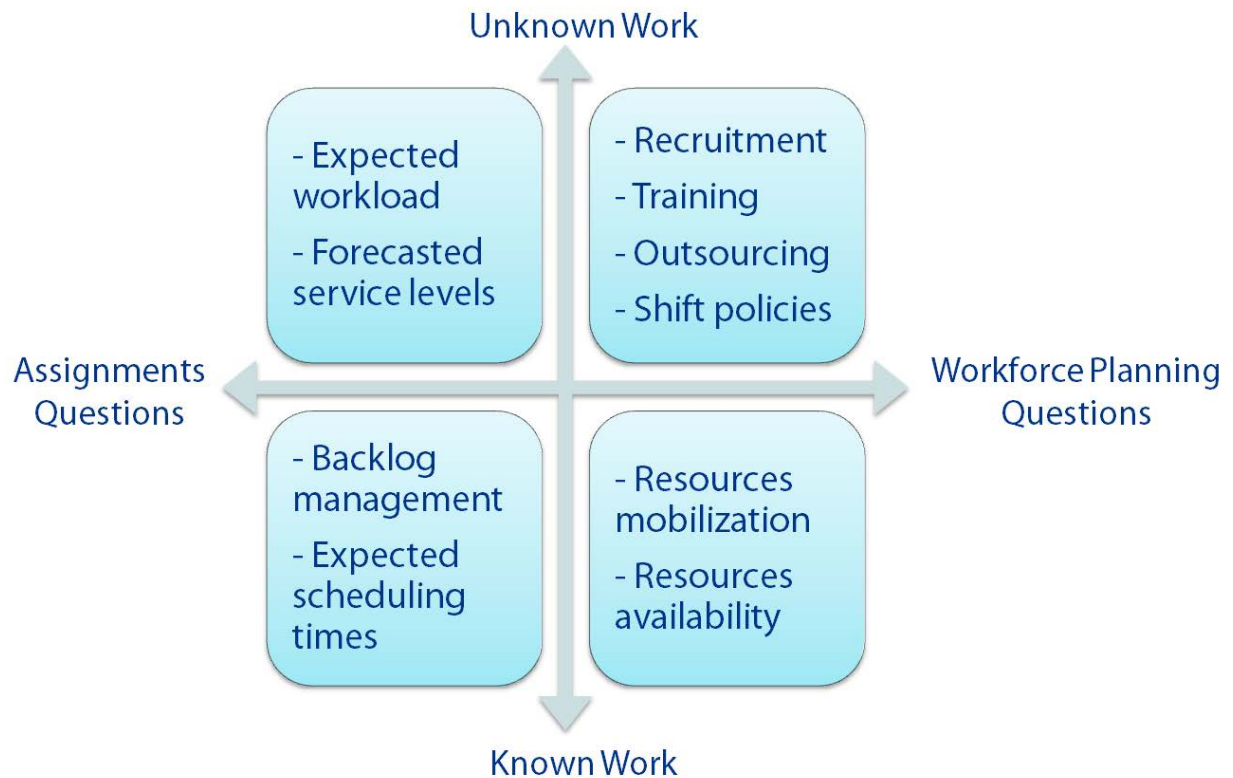 Unknown Work
- Expected
workload
- Forecasted
service levels
- Recruitment
- Training
- Outsourcing
- Shift policies
Assignments
Questions
Workforce Planning
Questions
- Backlog
management
- Expected
scheduling
times
- Resources
mobilization
- Resources
availability
Known Work